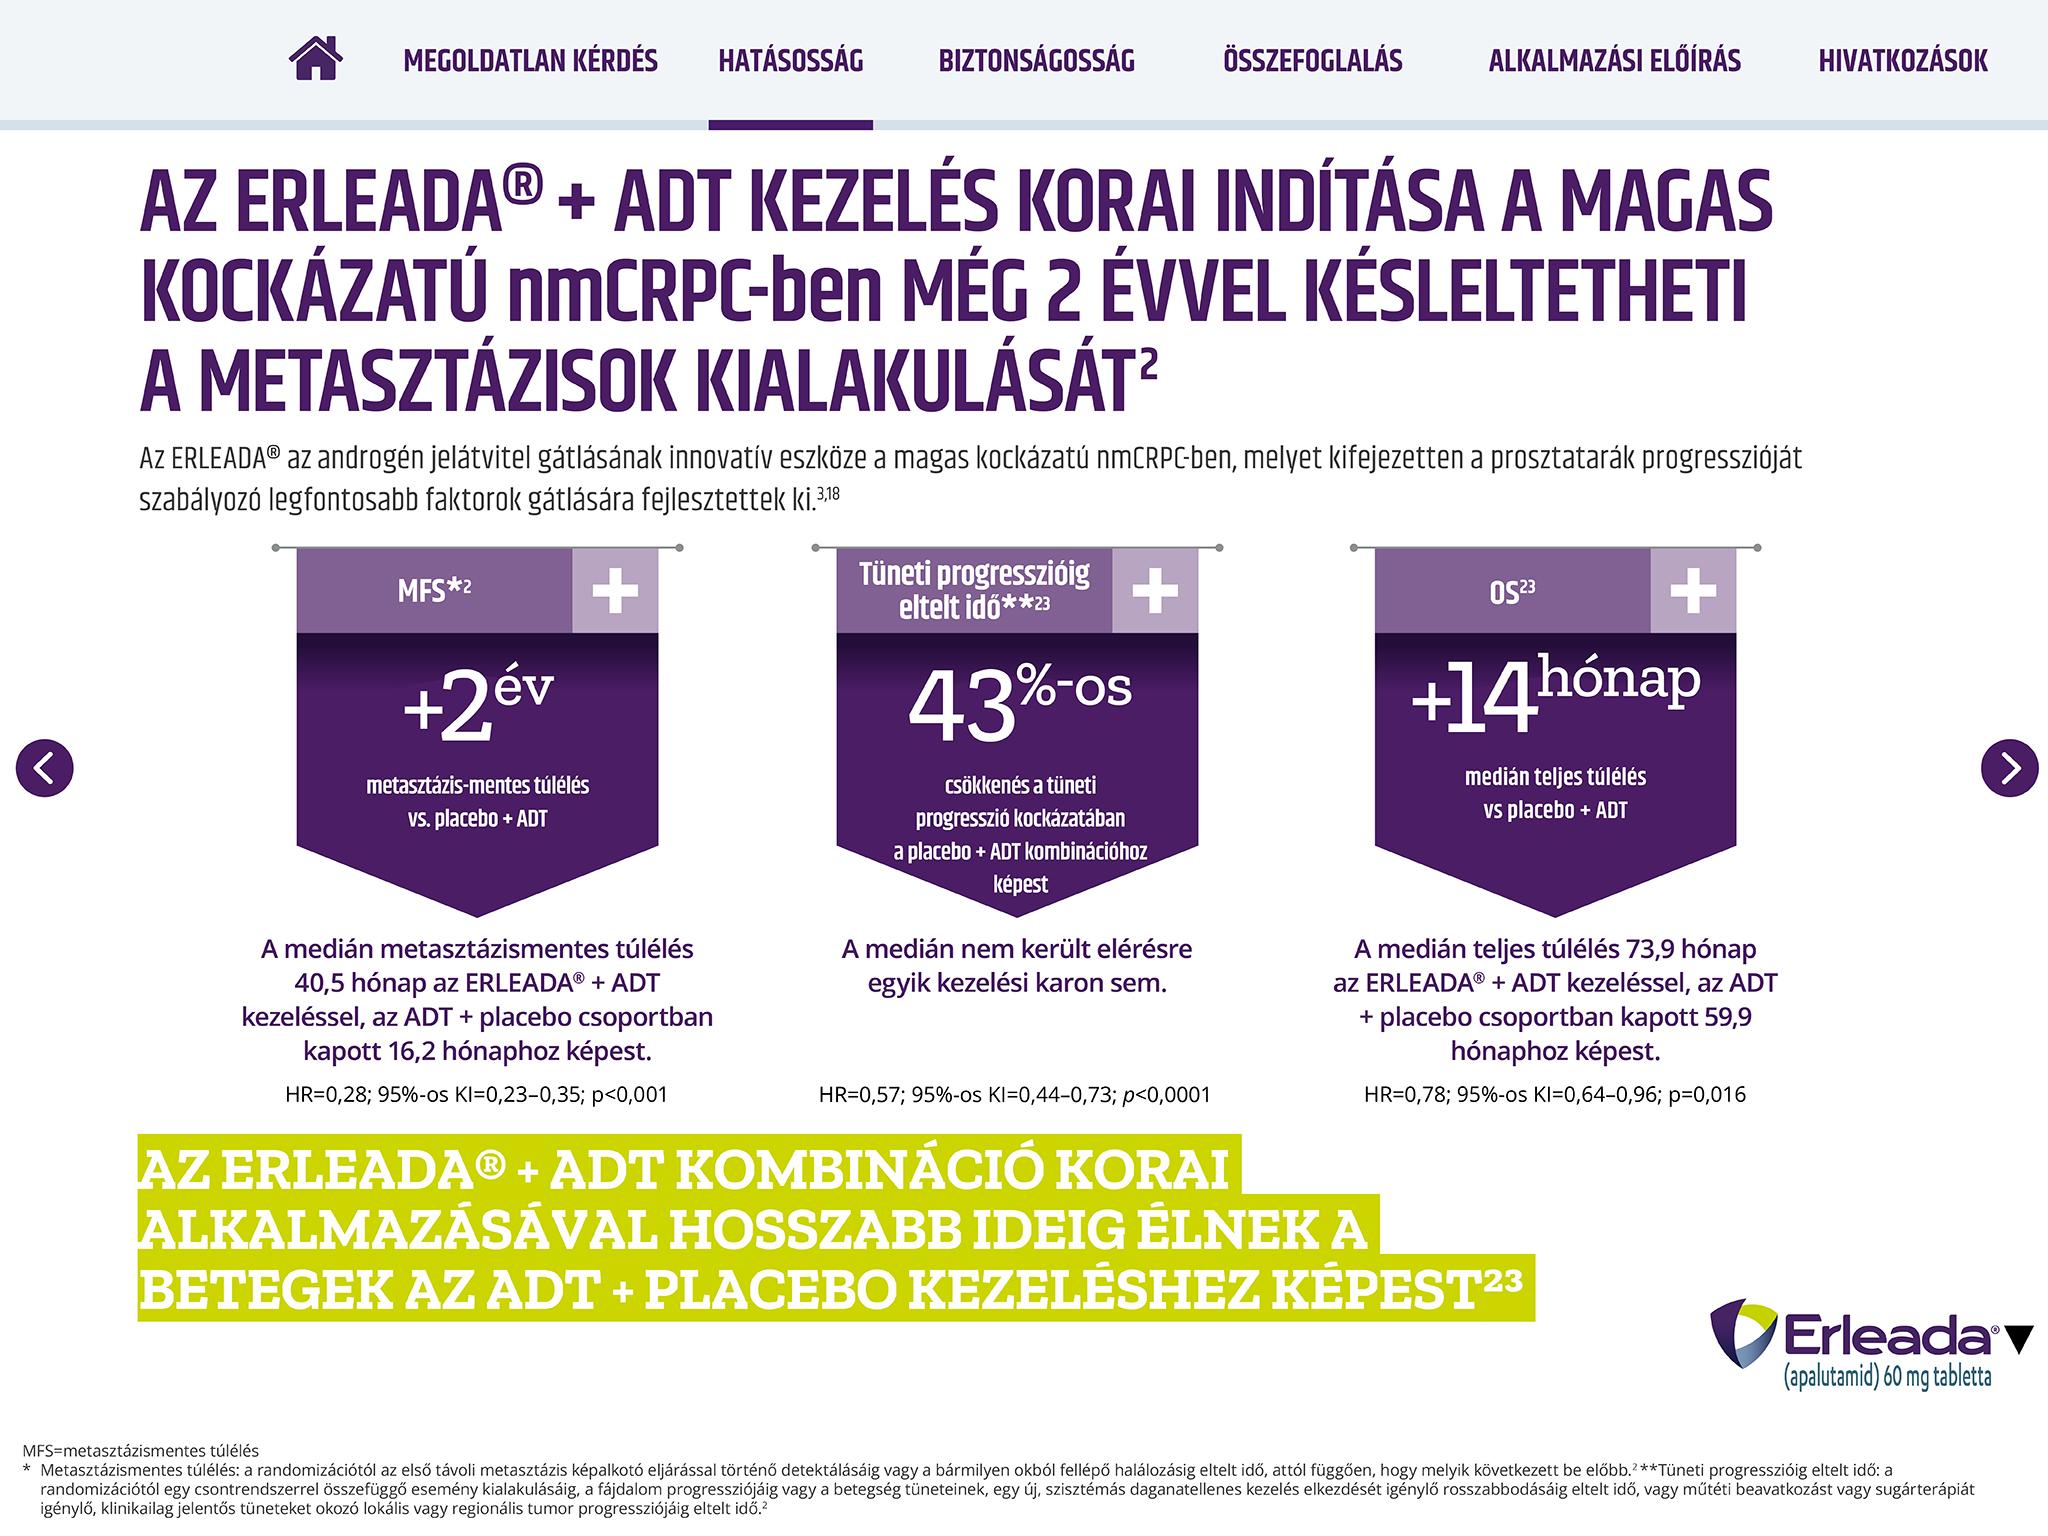 MEGOLDATLAN KÉRDÉS HATÁSOSSÁG BIZTONSÁGOSSÁG ÖSSZEFOGLALÁS ALKALMAZÁSI ELŐÍRÁS HIVATKOZÁSOK
AZ ERLEADA® + ADT KEZELÉS KORAI INDÍTÁSA A MAGAS
KOCKÁZATÚ nmCRPC-ben MÉG 2 ÉVVEL KÉSLELTETHETI
A METASZTÁZISOK KIALAKULÁSÁT²
Az ERLEADA® az androgén jelátvitel gátlásának innovatív eszköze a magas kockázatú nmCRPC-ben, melyet kifejezetten a prosztatarák progresszióját
szabályozó legfontosabb faktorok gátlására fejlesztettek ki.3,18
MFS*2
+2 év
metasztázis-mentes túlélés
vs. placebo + ADT
A medián metasztázismentes túlélés
40,5 hónap az ERLEADA® + ADT
kezeléssel, az ADT + placebo csoportban
kapott 16,2 hónaphoz képest.
HR=0,28; 95%-os KI=0,23–0,35; p<0,001
Tüneti progresszióig
eltelt idő**23
43%-os
csökkenés a tüneti
progresszió kockázatában
a placebo + ADT kombinációhoz
képest
A medián nem került elérésre
egyik kezelési karon sem.
HR=0,57; 95%-os KI=0,44–0,73; p<0,0001
OS23
+14 hónap
medián teljes túlélés
vs placebo + ADT
A medián teljes túlélés 73,9 hónap
az ERLEADA® + ADT kezeléssel, az ADT
+ placebo csoportban kapott 59,9
hónaphoz képest.
HR=0,78; 95%-os KI=0,64–0,96; p=0,016
AZ ERLEADA® + ADT KOMBINÁCIÓ KORAI
ALKALMAZÁSÁVAL HOSSZABB IDEIG ÉLNEK A
BETEGEK AZ ADT + PLACEBO KEZELÉSHEZ KÉPEST23
Erleada®▼
(apalutamid) 60 mg tabletta
MFS=metasztázismentes túlélés
* Metasztázismentes túlélés: a randomizációtól az első távoli metasztázis képalkotó eljárással történő detektálásáig vagy a bármilyen okból fellépő halálozásig eltelt idő, attól függően, hogy melyik következett be előbb.² **Tüneti progresszióig eltelt idő: a
randomizációtól egy csontrendszerrel összefüggő esemény kialakulásáig, a fájdalom progressziójáig vagy a betegség tüneteinek, egy új, szisztémás daganatellenes kezelés elkezdését igénylő rosszabbodásáig eltelt idő, vagy műtéti beavatkozást vagy sugárterápiát
igénylő, klinikailag jelentős tüneteket okozó lokális vagy regionális tumor progressziójáig eltelt idő.²